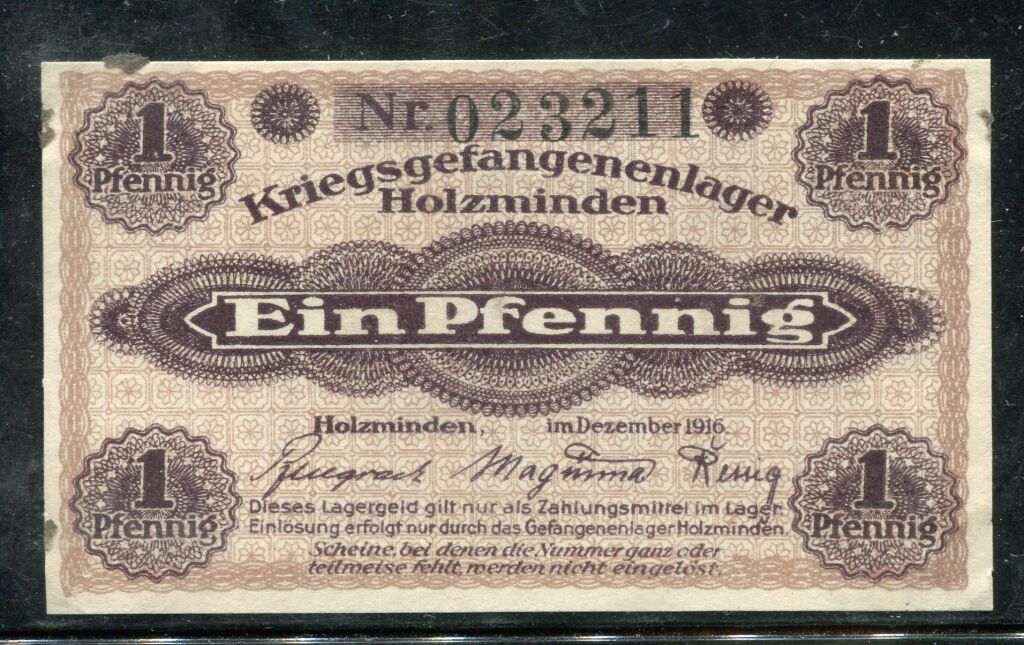 Nr. 023211
1 Pfennig
1 Pfennig
Kriegsgefangenenlager
Holzminden
Ein Pfennig
Holzminden, im Dezember 1916.
1 Pfennig
1 Pfennig
Dieses Lagergeld gilt nur als Zahlungsmittel im Lager.
Einlösung erfolgt nur durch das Gefangenenlager Holzminden.
Scheine, bei denen die Nummer ganz oder
teilweise fehlt, werden nicht eingelöst.